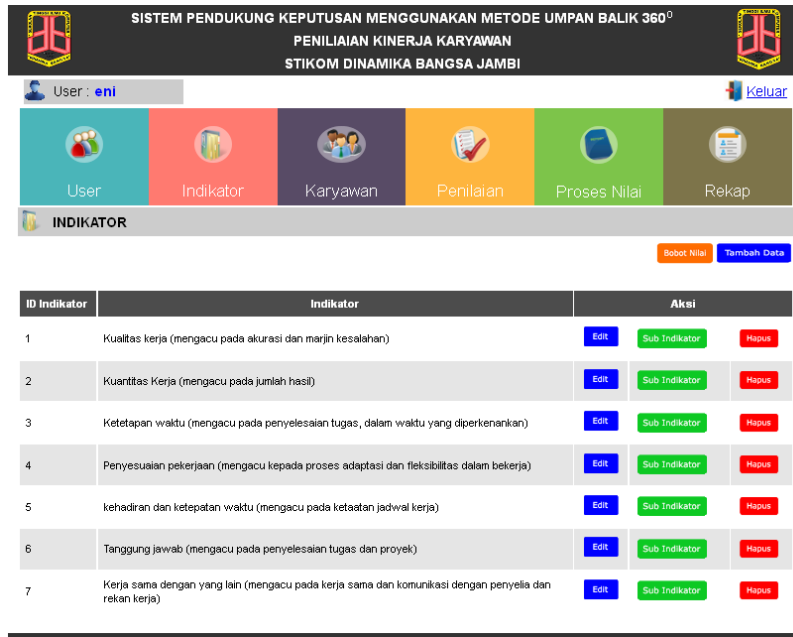 SISTEM PENDUKUNG KEPUTUSAN MENGGUNAKAN METODE UMPAN BALIK 360⁰
PENILIAIAN KINERJA KARYAWAN
STIKOM DINAMIKA BANGSA JAMBI
User : eni
Keluar
User
Indikator
Karyawan
Penilaian
Proses Nilai
Rekap
INDIKATOR
Bobot Nilai
Tambah Data
ID Indikator Indikator Aksi
1 Kualitas kerja (mengacu pada akurasi dan marjin kesalahan) Edit Sub Indikator Hapus
2 Kuantitas Kerja (mengacu pada jumlah hasil) Edit Sub Indikator Hapus
3 Ketetapan waktu (mengacu pada penyelesaian tugas, dalam waktu yang diperkenankan) Edit Sub Indikator Hapus
4 Penyesuaian pekerjaan (mengacu kepada proses adaptasi dan fleksibilitas dalam bekerja) Edit Sub Indikator Hapus
5 kehadiran dan ketepatan waktu (mengacu pada ketaatan jadwal kerja) Edit Sub Indikator Hapus
6 Tanggung jawab (mengacu pada penyelesaian tugas dan proyek) Edit Sub Indikator Hapus
7 Kerja sama dengan yang lain (mengacu pada kerja sama dan komunikasi dengan penyelia dan
rekan kerja) Edit Sub Indikator Hapus